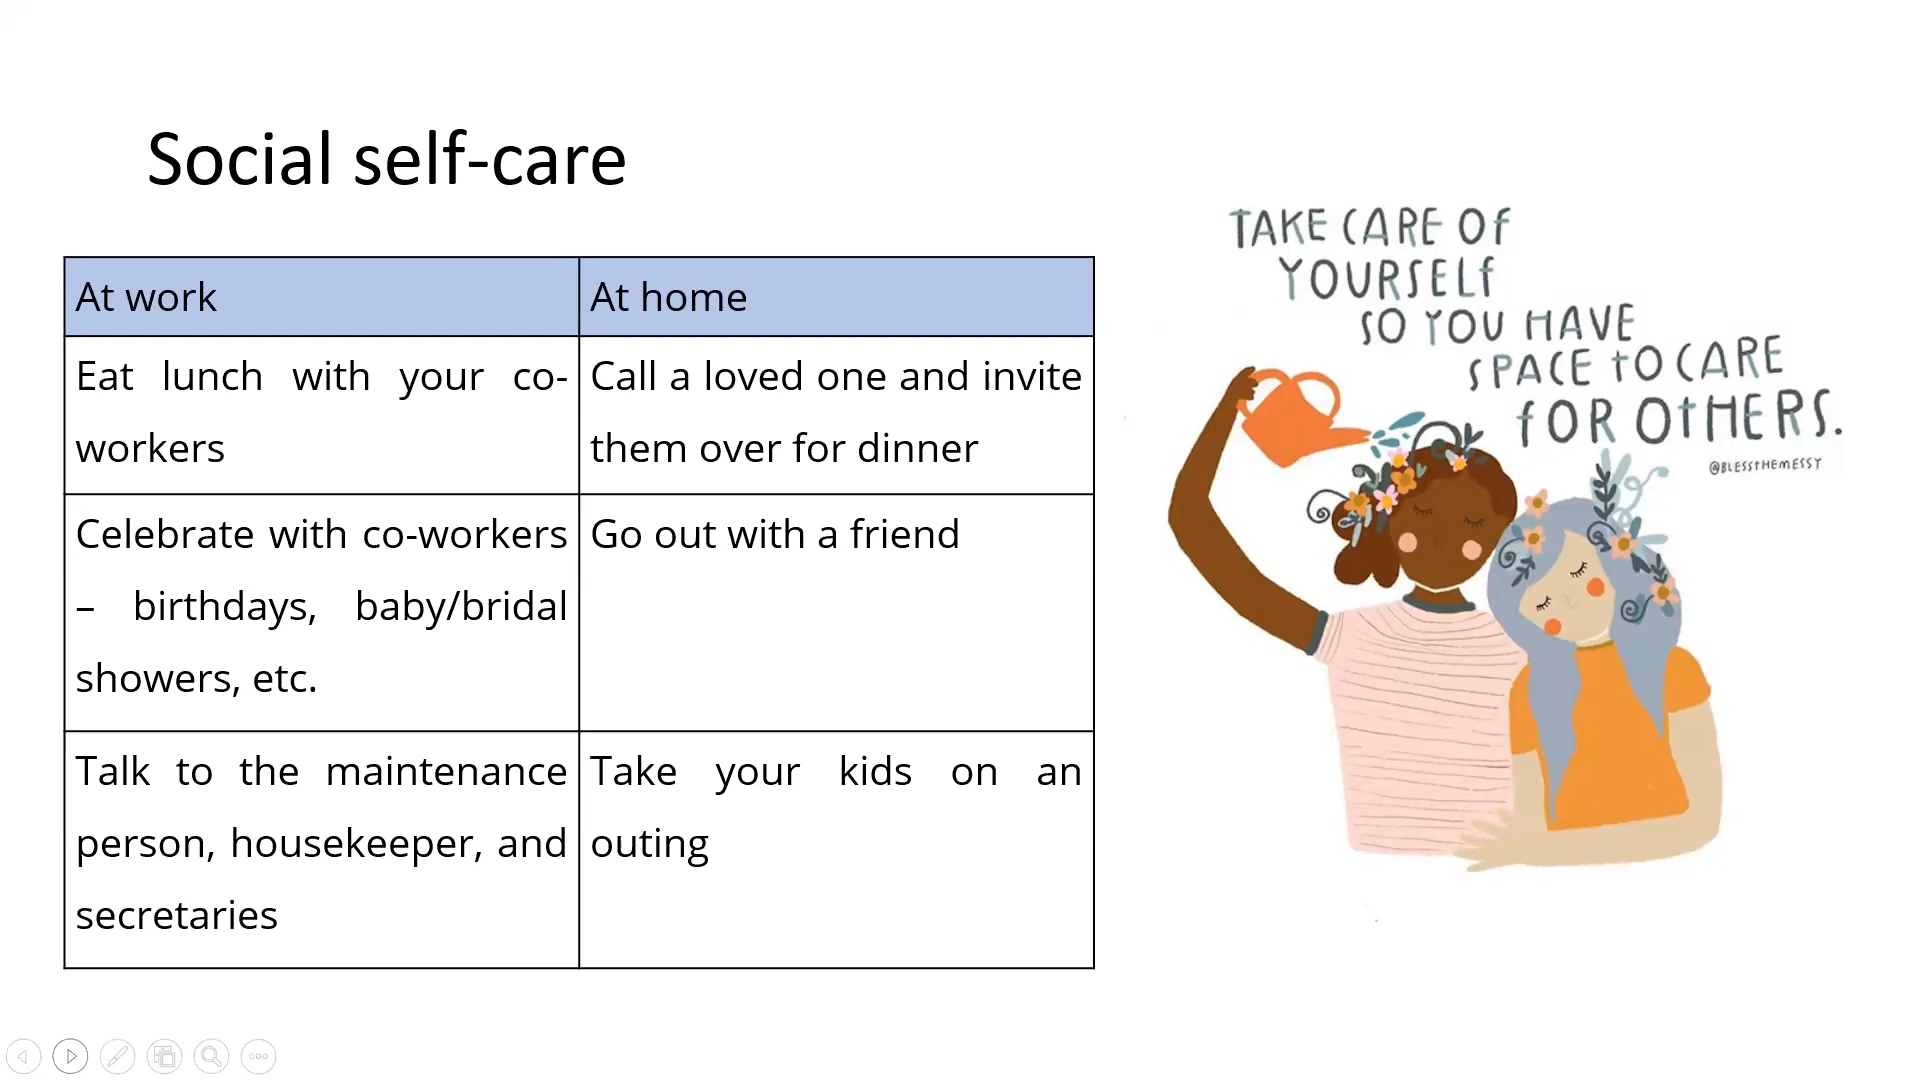 Social self-care
At work
At home
Eat lunch with your co-
workers
Call a loved one and invite
them over for dinner
Celebrate with co-workers
– birthdays, baby/bridal
showers, etc.
Go out with a friend
Talk to the maintenance
person, housekeeper, and
secretaries
Take your kids on an
outing
TAKE CARE OF
YOURSELF
SO YOU HAVE
SPACE TO CARE
FOR OTHERS.
@BLESSTHEMESSY